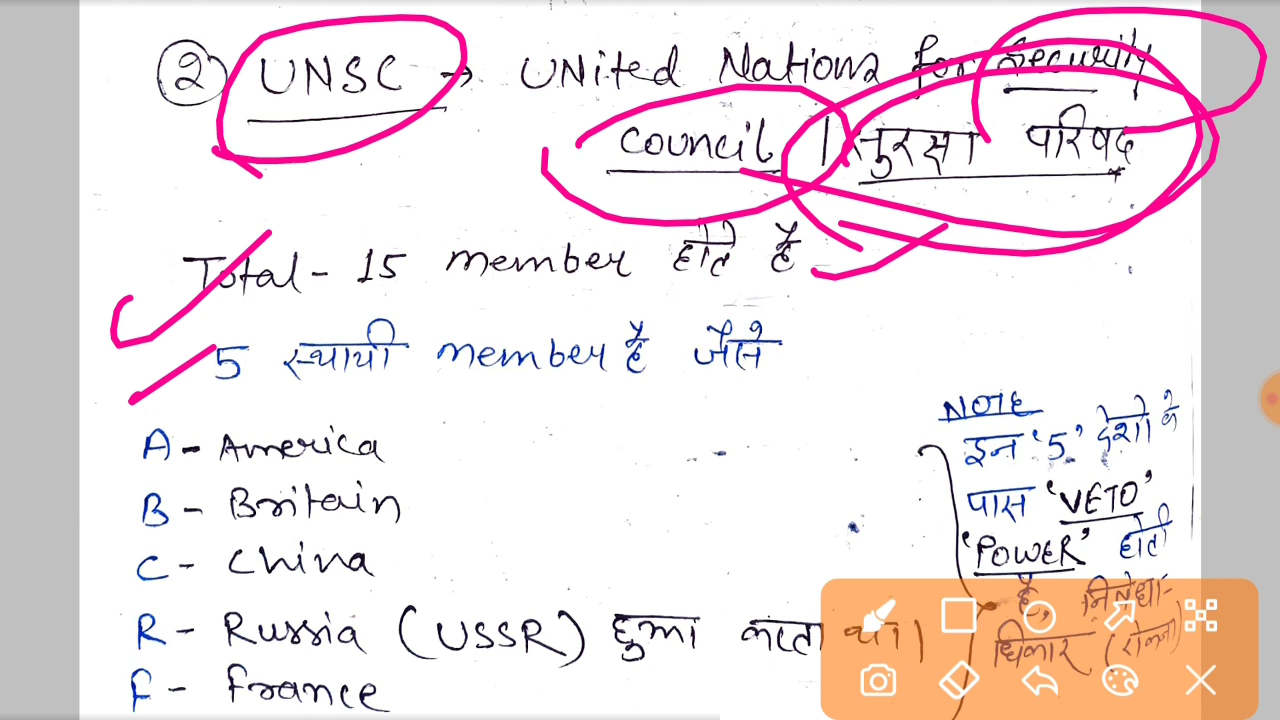 ② UNSC → United Nations for Security
Council | सुरक्षा परिषद
Total - 15 member होते है
5 स्थायी member है जैसे
A - America
B - Britain
C - China
R - Russia (USSR) हुआ करता था।
F - France
NOTE
इन '5' देशो के
पास 'VETO'
'POWER' होती
है, निषेधा-
धिकार (रोकना)